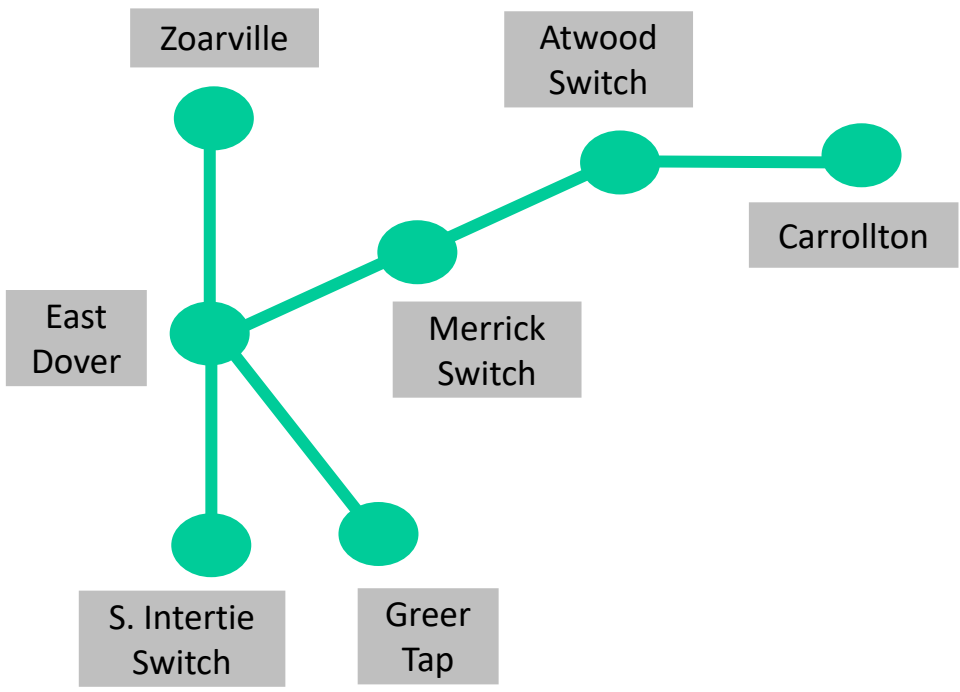 Zoarville
Atwood
Switch
Carrollton
East
Dover
Merrick
Switch
S. Intertie
Switch
Greer
Tap